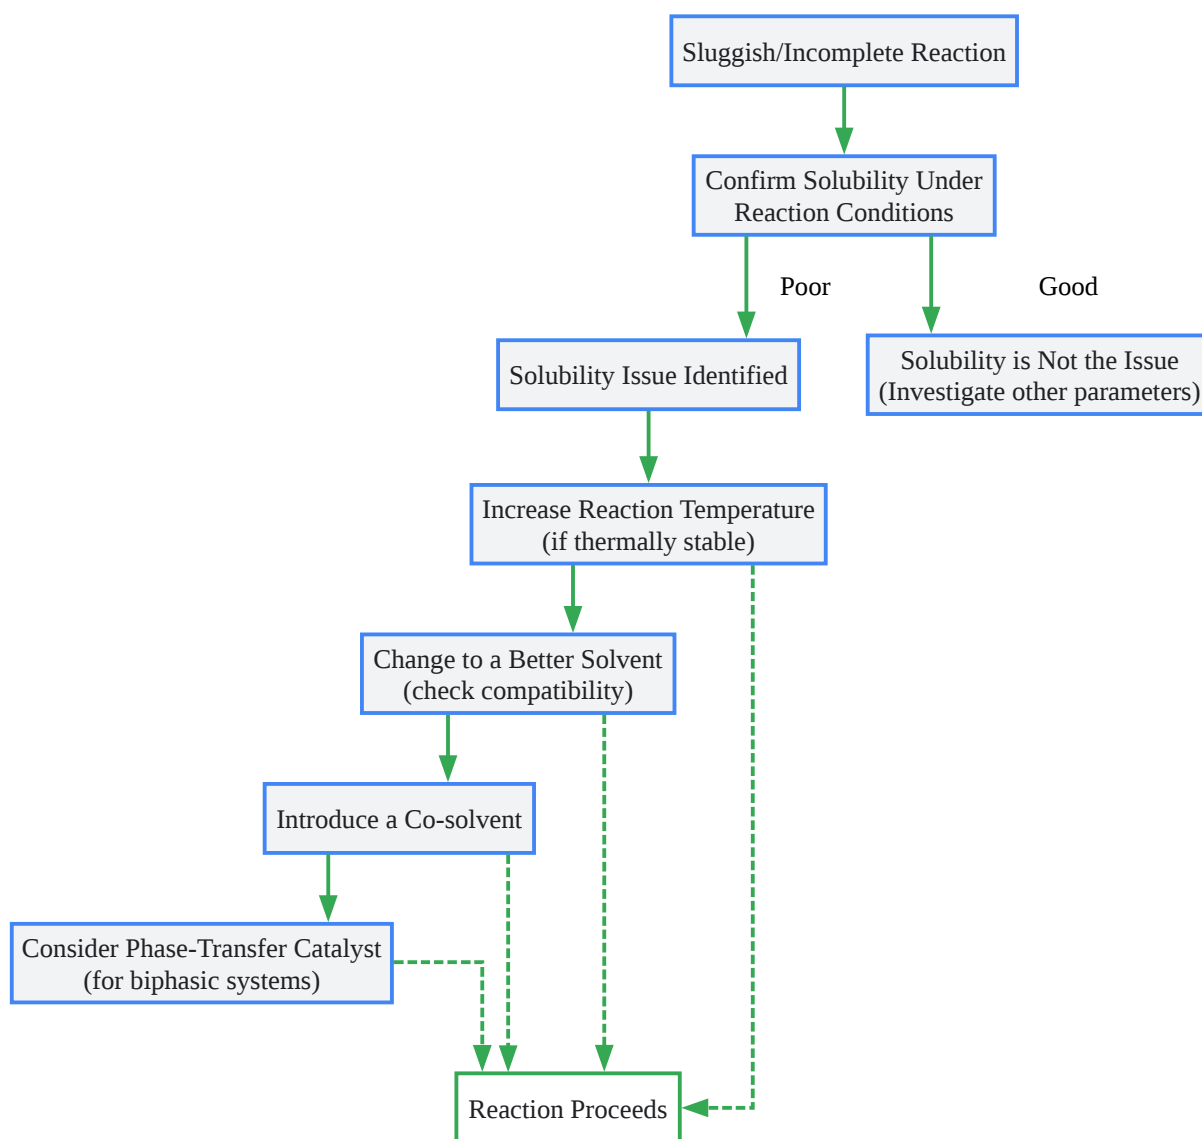 Sluggish/Incomplete Reaction
Confirm Solubility Under
Reaction Conditions
Poor
Good
Solubility Issue Identified
Solubility is Not the Issue
(Investigate other parameters)
Increase Reaction Temperature
(if thermally stable)
Change to a Better Solvent
(check compatibility)
Introduce a Co-solvent
Consider Phase-Transfer Catalyst
(for biphasic systems)
Reaction Proceeds